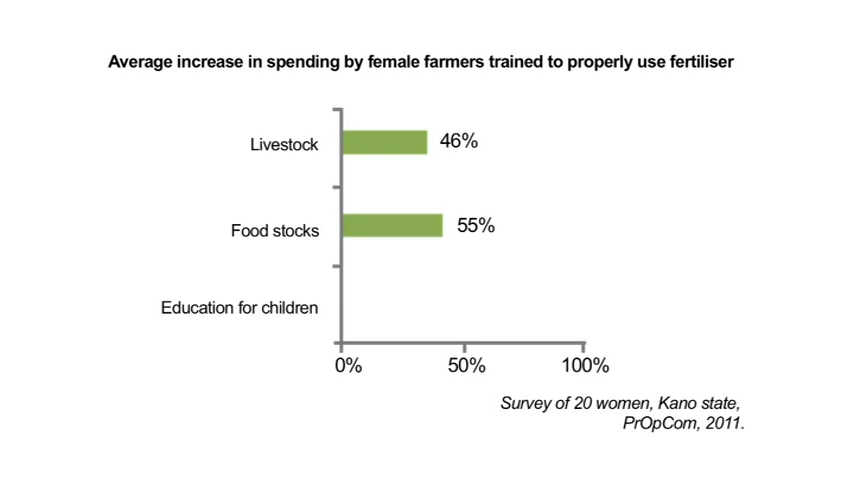 Average increase in spending by female farmers trained to properly use fertiliser
Livestock
46%
Food stocks
55%
Education for children
0%
50%
100%
Survey of 20 women, Kano state,
PrOpCom, 2011.